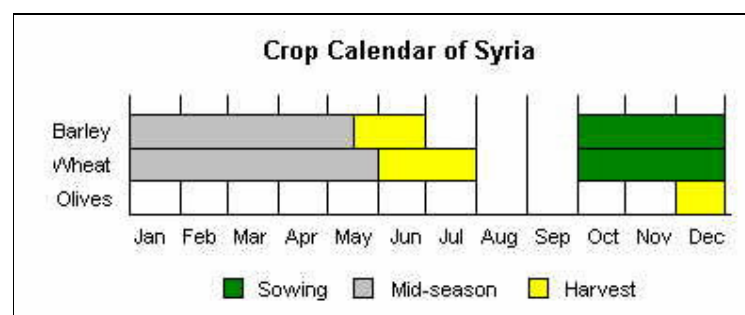 Crop Calendar of Syria
Barley
Wheat
Olives
Jan Feb Mar Apr May Jun Jul Aug Sep Oct Nov Dec
Sowing Mid-season Harvest